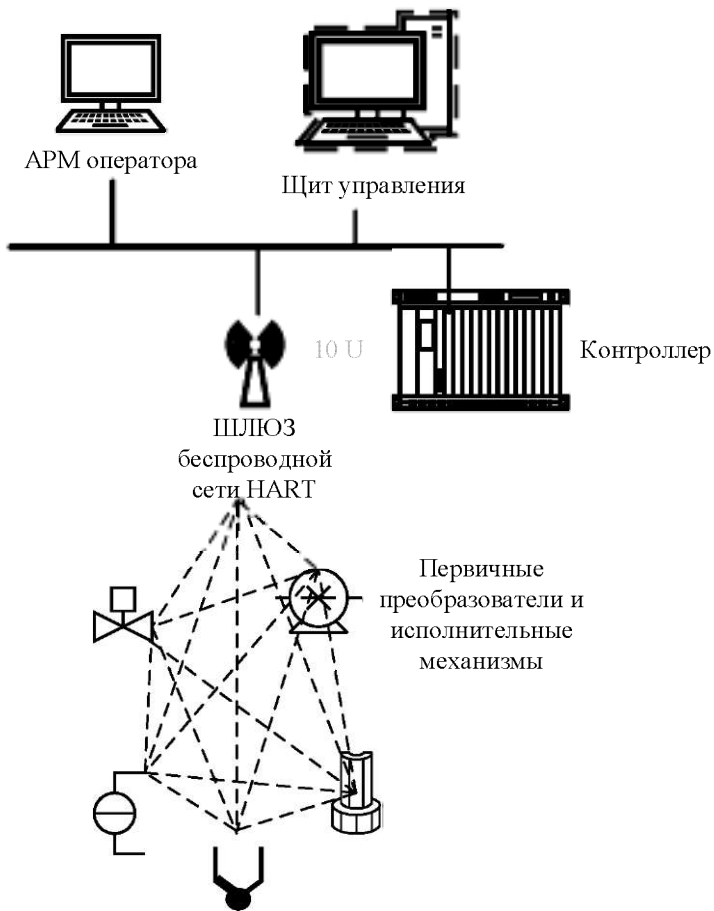 АРМ оператора
Щит управления
10 U
Контроллер
ШЛЮЗ
беспроводной
сети HART
Первичные
преобразователи и
исполнительные
механизмы